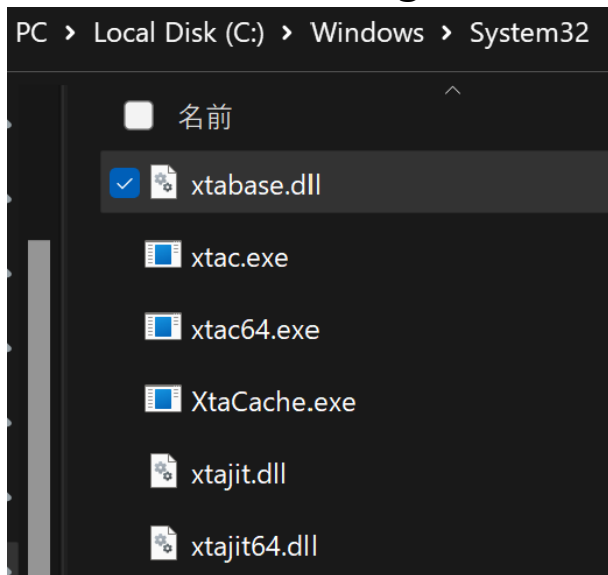 PC > Local Disk (C:) > Windows > System32
名前
xtabase.dll
xtac.exe
xtac64.exe
XtaCache.exe
xtajit.dll
xtajit64.dll